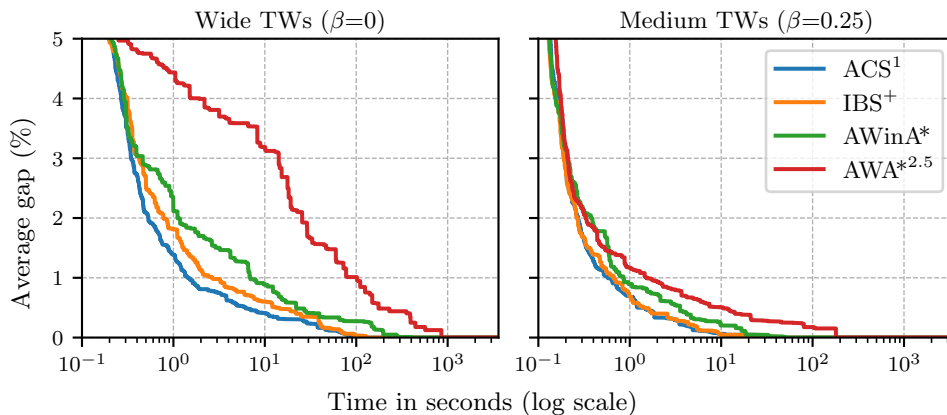 Wide TWs (β=0)
Medium TWs (β=0.25)
Average gap (%)
5
4
3
2
1
0
10⁻¹ 10⁰ 10¹ 10² 10³
10⁻¹ 10⁰ 10¹ 10² 10³
ACS¹
IBS⁺
AWinA*
AWA*²·⁵
Time in seconds (log scale)